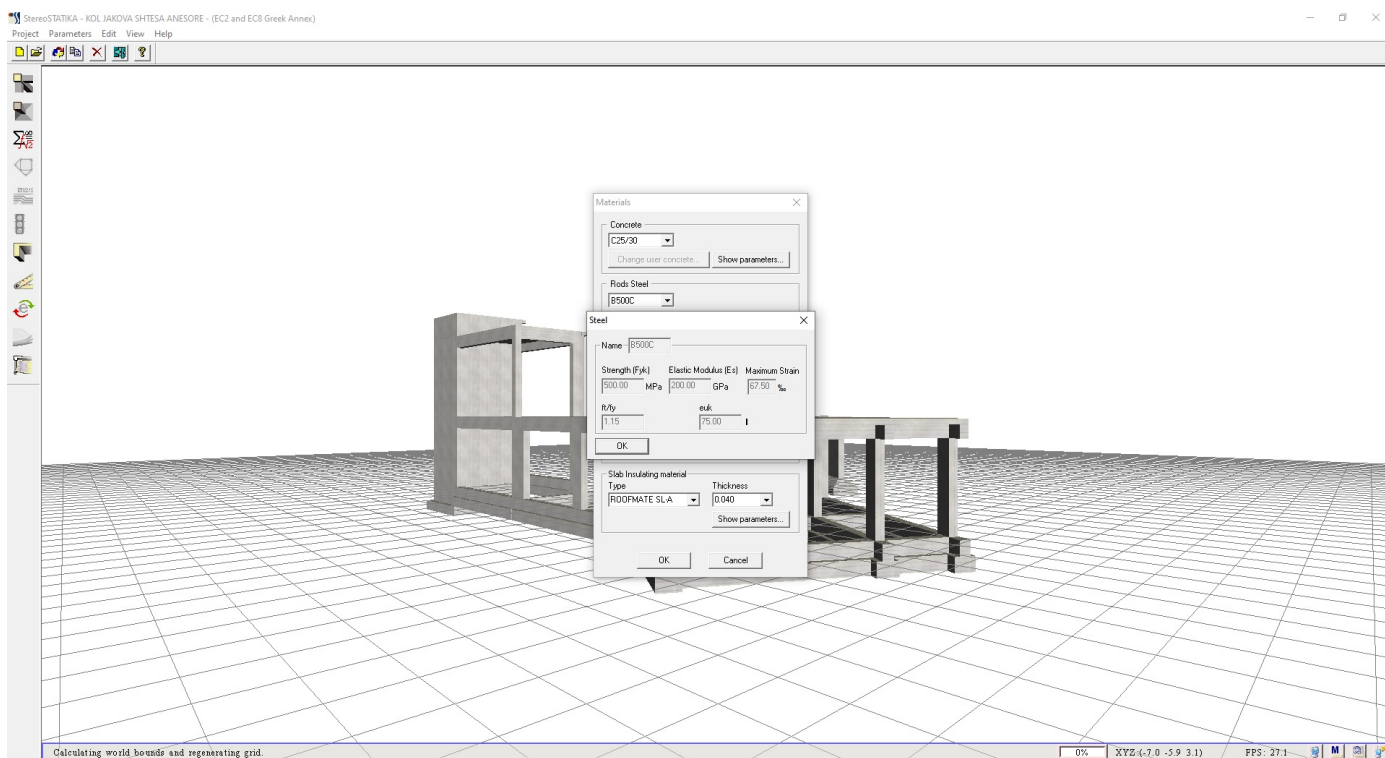 StereoSTATIKA - KOL JAKOVA SHTESA ANESORE - (EC2 and EC8 Greek Annex)
Project Parameters Edit View Help
Materials
Concrete
C25/30
Change user concrete... Show parameters...
Rods Steel
B500C
Steel
Name B500C
Strength (Fyk) Elastic Modulus (Es) Maximum Strain
500.00 MPa 200.00 GPa 67.50 ‰
ft/fy euk
1.15 75.00
OK
Slab Insulating material
Type Thickness
ROOFMATE SL-A 0.040
Show parameters...
OK Cancel
Calculating world bounds and regenerating grid. 0% XYZ:(-7.0 -5.9 3.1) FPS: 27.1 M